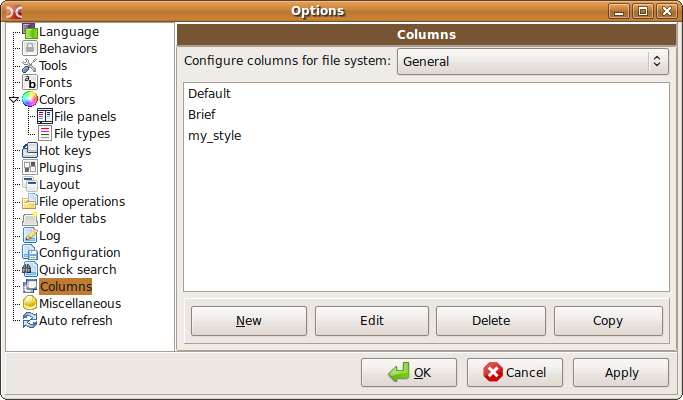 Options
Language
Behaviors
Tools
Fonts
Colors
File panels
File types
Hot keys
Plugins
Layout
File operations
Folder tabs
Log
Configuration
Quick search
Columns
Miscellaneous
Auto refresh
Columns
Configure columns for file system: General
Default
Brief
my_style
New Edit Delete Copy
OK Cancel Apply